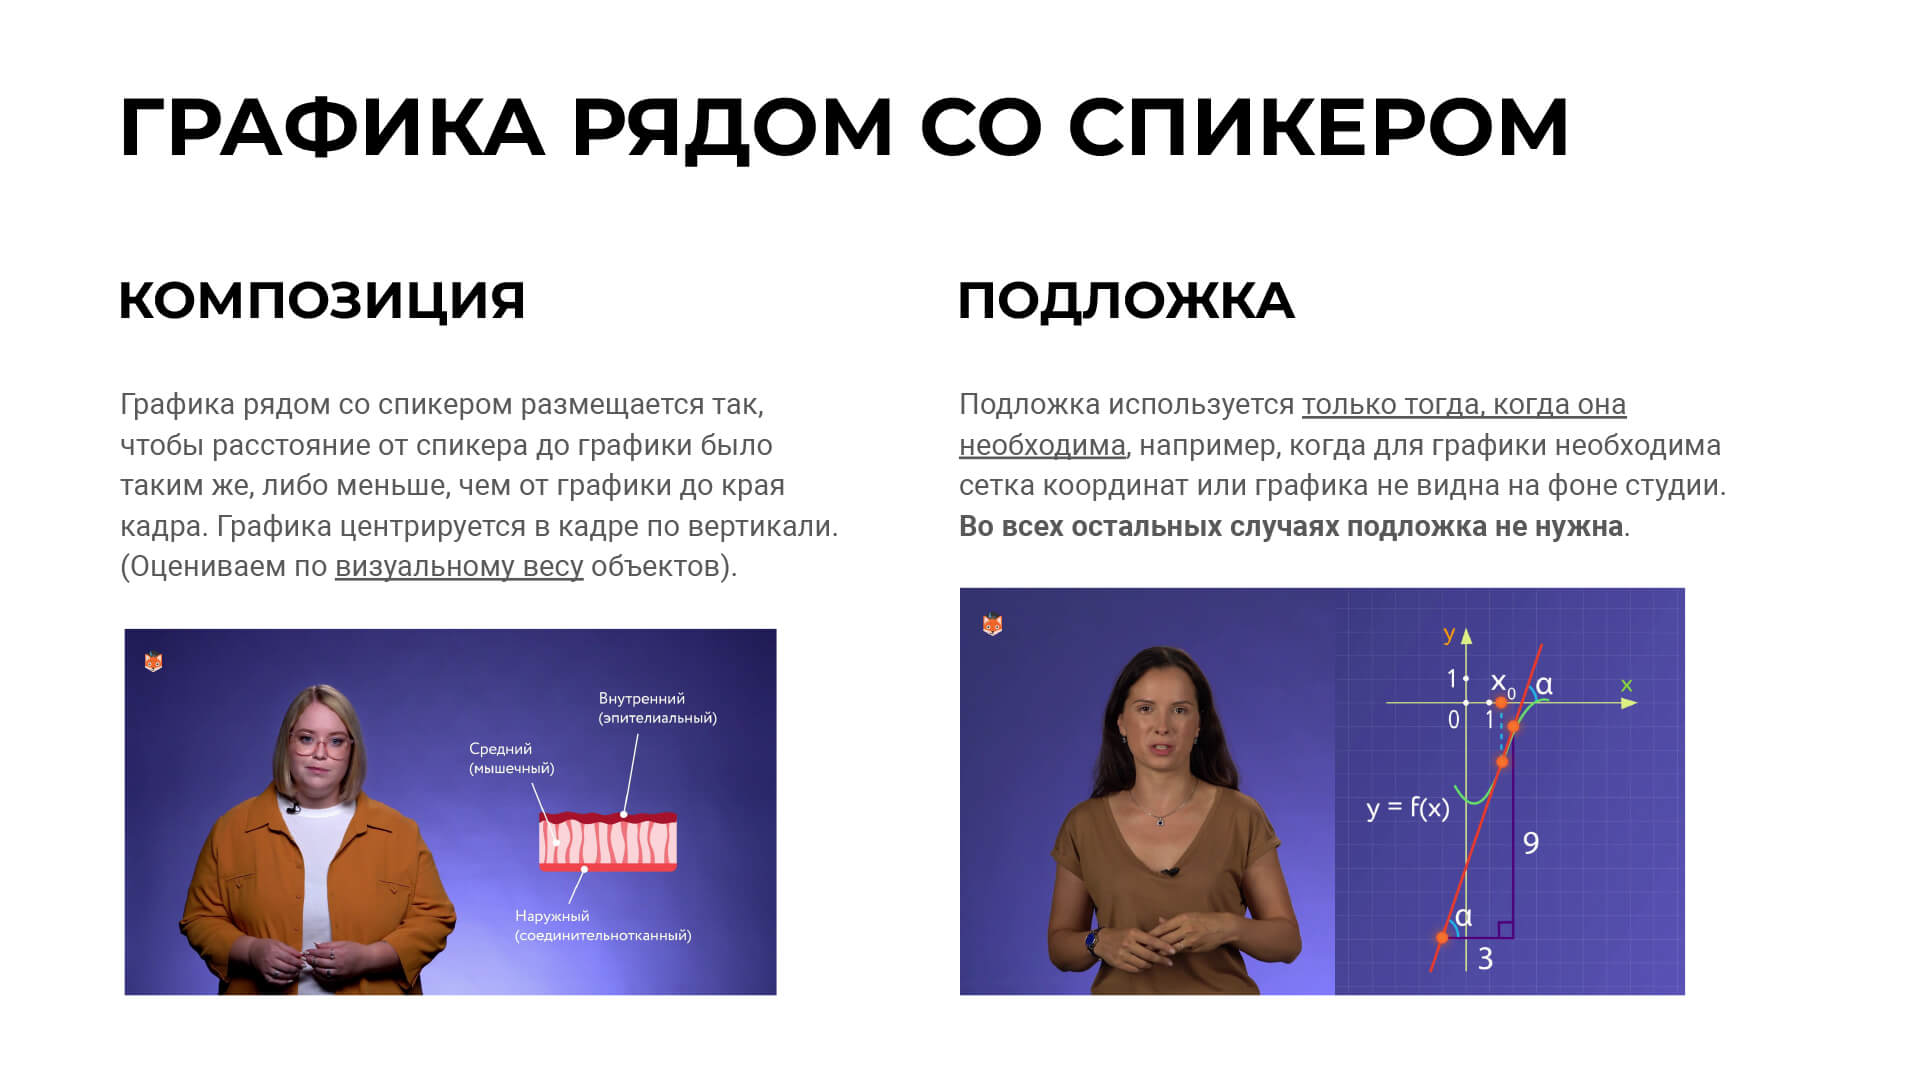 ГРАФИКА РЯДОМ СО СПИКЕРОМ
КОМПОЗИЦИЯ
Графика рядом со спикером размещается так,
чтобы расстояние от спикера до графики было
таким же, либо меньше, чем от графики до края
кадра. Графика центрируется в кадре по вертикали.
(Оцениваем по визуальному весу объектов).
Внутренний
(эпителиальный)
Средний
(мышечный)
Наружный
(соединительнотканный)
ПОДЛОЖКА
Подложка используется только тогда, когда она
необходима, например, когда для графики необходима
сетка координат или графика не видна на фоне студии.
Во всех остальных случаях подложка не нужна.
y
1 x₀ α x
0 1
y = f(x)
9
α
3